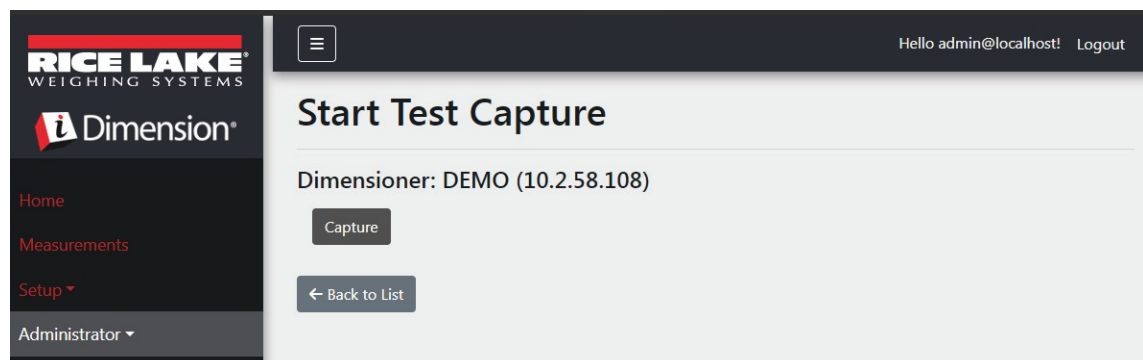 RICE LAKE®
WEIGHING SYSTEMS
iDimension®
Home
Measurements
Setup
Administrator
Hello admin@localhost! Logout
Start Test Capture
Dimensioner: DEMO (10.2.58.108)
Capture
← Back to List